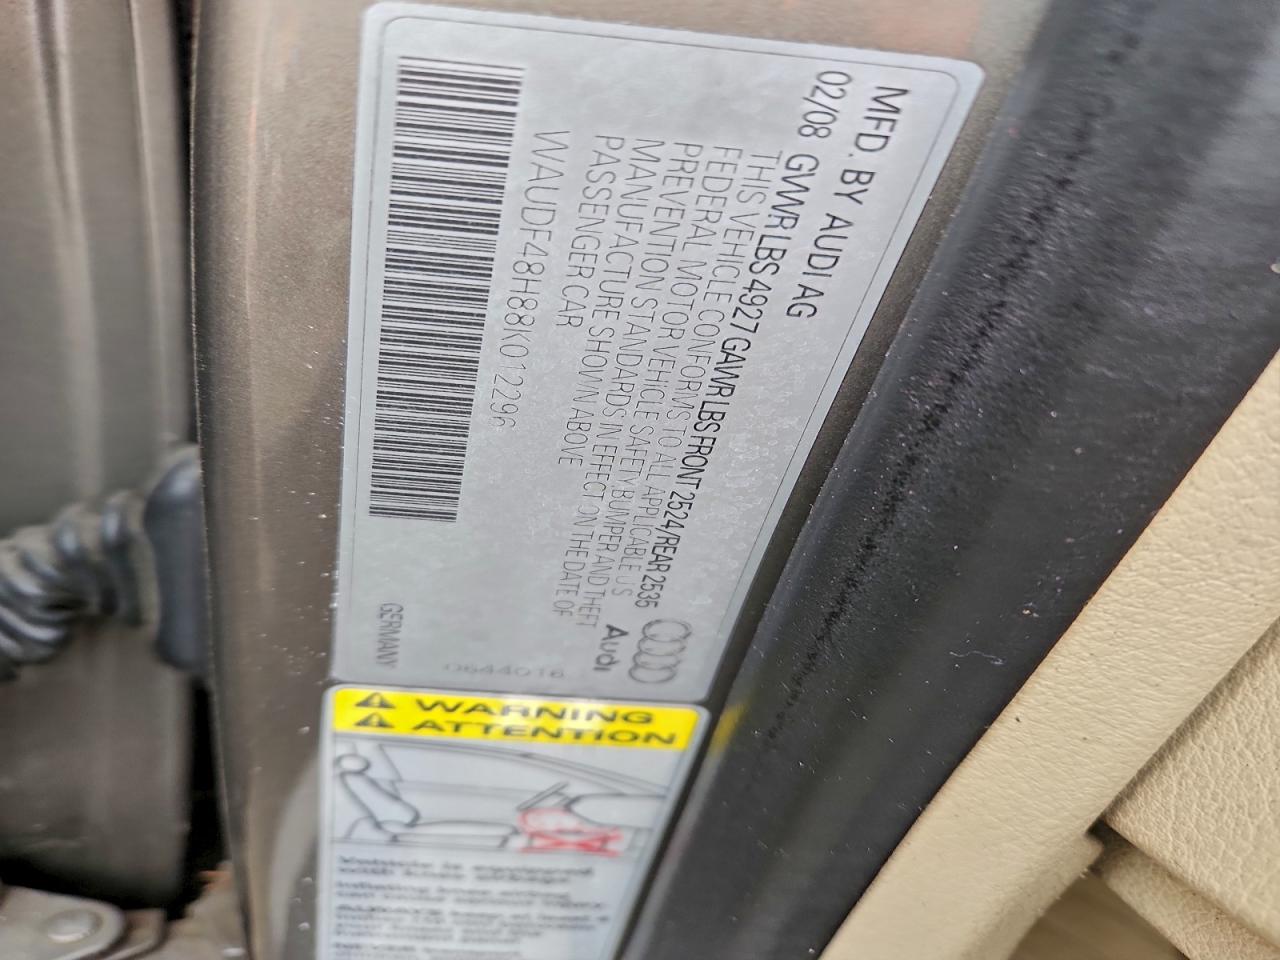 MFD. BY AUDI AG
02/08 GVWR LBS 4927 GAWR LBS FRONT 2524/REAR 2535
THIS VEHICLE CONFORMS TO ALL APPLICABLE US
FEDERAL MOTOR VEHICLE SAFETY, BUMPER AND THEFT
PREVENTION STANDARDS IN EFFECT ON THE DATE OF
MANUFACTURE SHOWN ABOVE
PASSENGER CAR
WAUDF48H88K012296
Audi
0644016
GERMANY
WARNING
ATTENTION